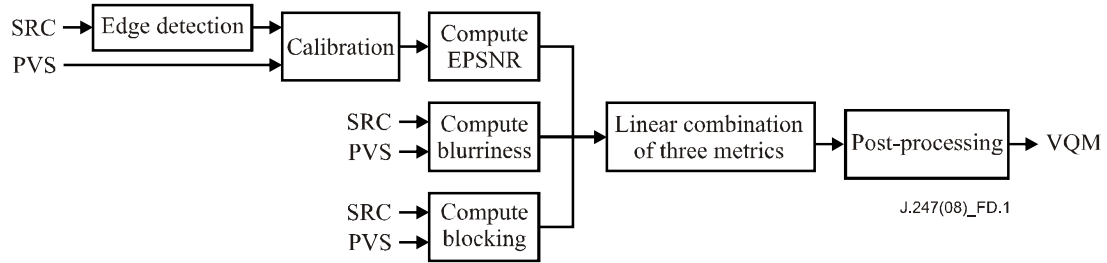 SRC
Edge detection
PVS
Calibration
Compute
EPSNR
SRC
PVS
Compute
blurriness
SRC
PVS
Compute
blocking
Linear combination
of three metrics
Post-processing
VQM
J.247(08)_FD.1